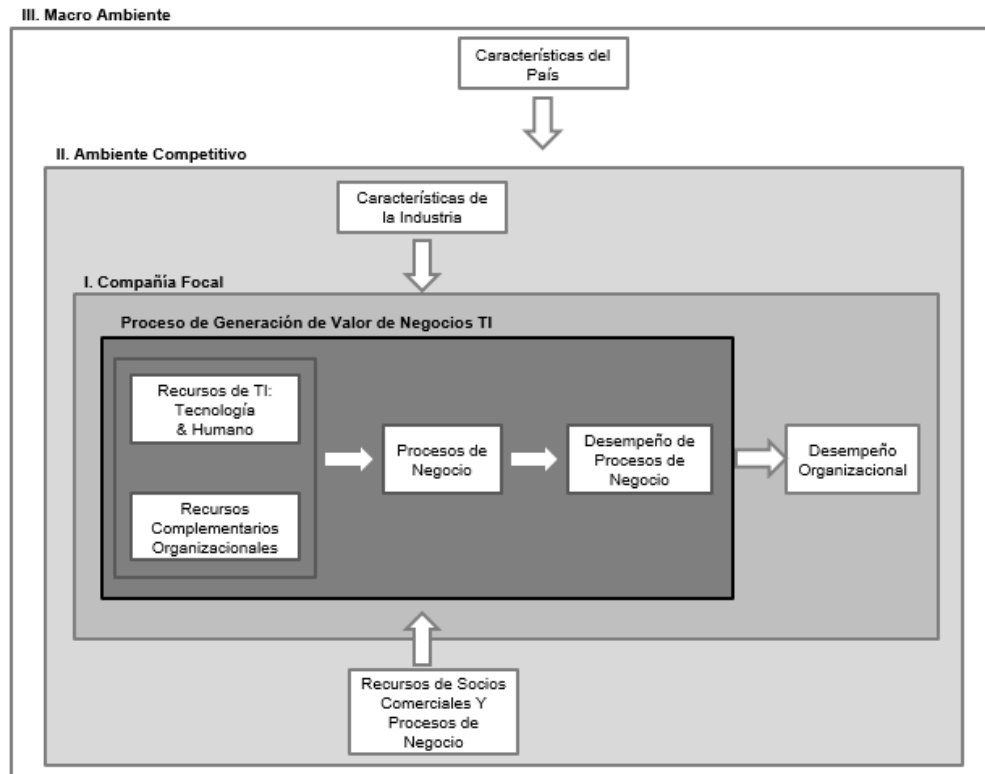 III. Macro Ambiente
Características del
País
II. Ambiente Competitivo
Características de
la Industria
I. Compañía Focal
Proceso de Generación de Valor de Negocios TI
Recursos de TI:
Tecnología
& Humano
Recursos
Complementarios
Organizacionales
Procesos de
Negocio
Desempeño de
Procesos de
Negocio
Desempeño
Organizacional
Recursos de Socios
Comerciales Y
Procesos de
Negocio